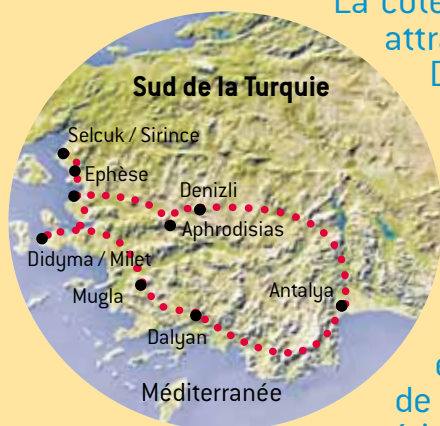 La côte
attra
D
Sud de la Turquie
Selcuk / Sirince
Ephèse
Denizli
Aphrodisias
Didyma / Milet
Mugla
Antalya
Dalyan
e
Méditerranée
de